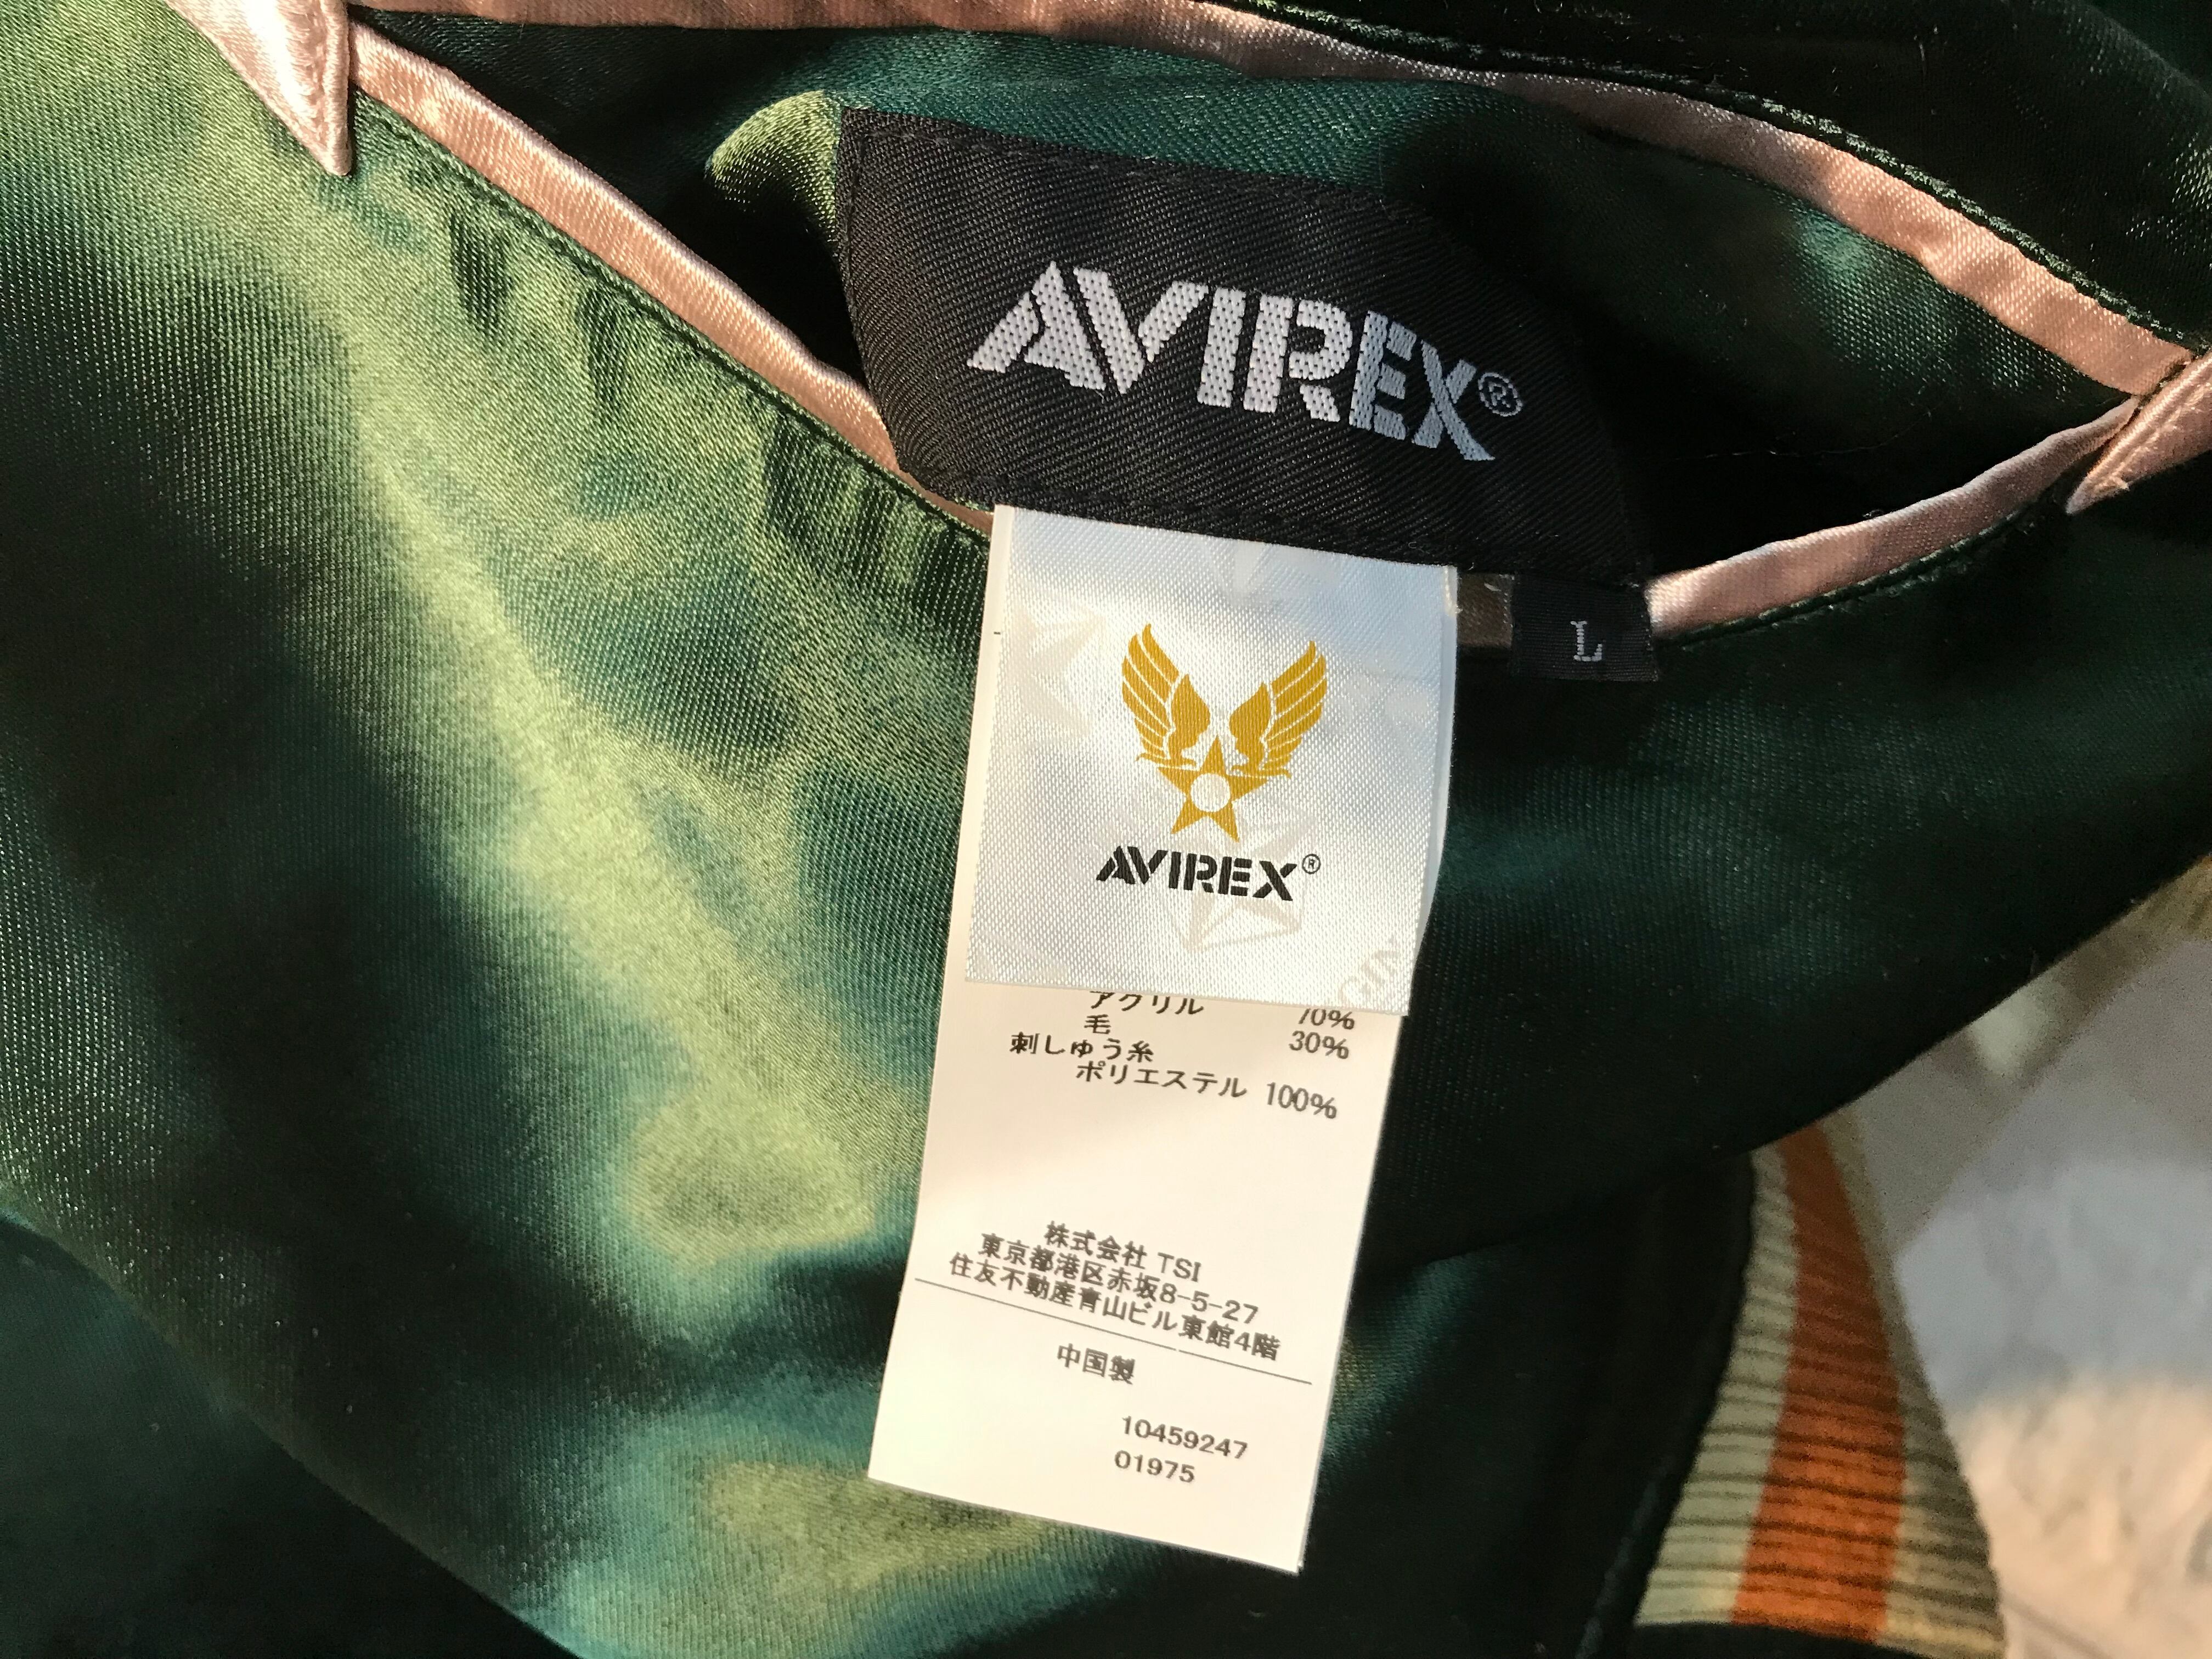 AVIREX®
L
AVIREX®
GIN
アクリル 70%
毛 30%
刺しゅう糸
ポリエステル 100%
株式会社 TSI
東京都港区赤坂8-5-27
住友不動産青山ビル東館4階
中国製
10459247
01975